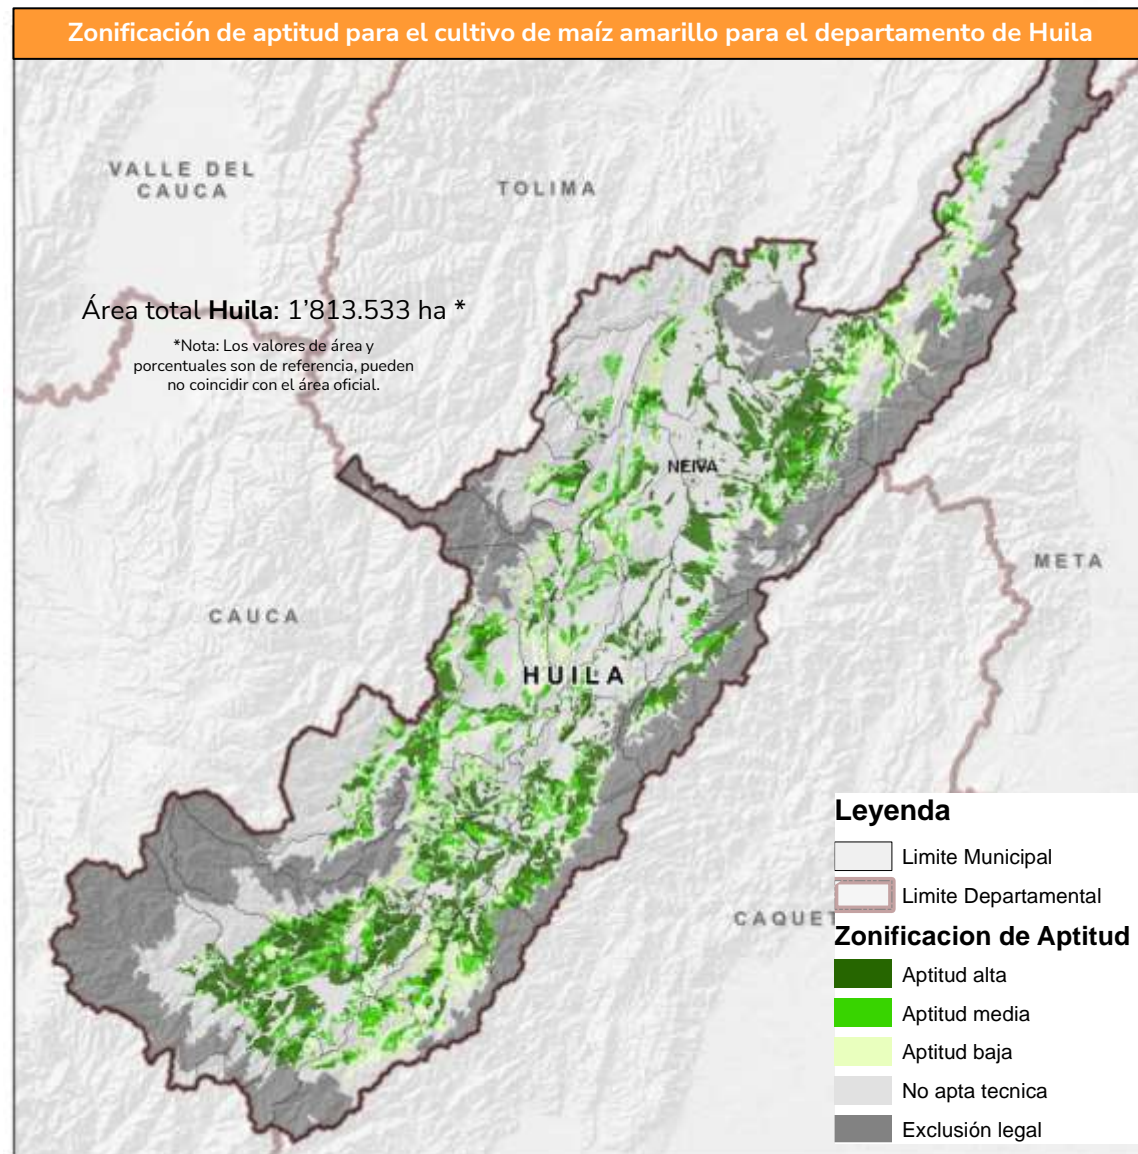 Zonificación de aptitud para el cultivo de maíz amarillo para el departamento de Huila
VALLE DEL
CAUCA
TOLIMA
Área total Huila: 1’813.533 ha *
*Nota: Los valores de área y
porcentuales son de referencia, pueden
no coincidir con el área oficial.
NEIVA
META
CAUCA
HUILA
CAQUET
Leyenda
Limite Municipal
Limite Departamental
Zonificacion de Aptitud
Aptitud alta
Aptitud media
Aptitud baja
No apta tecnica
Exclusión legal